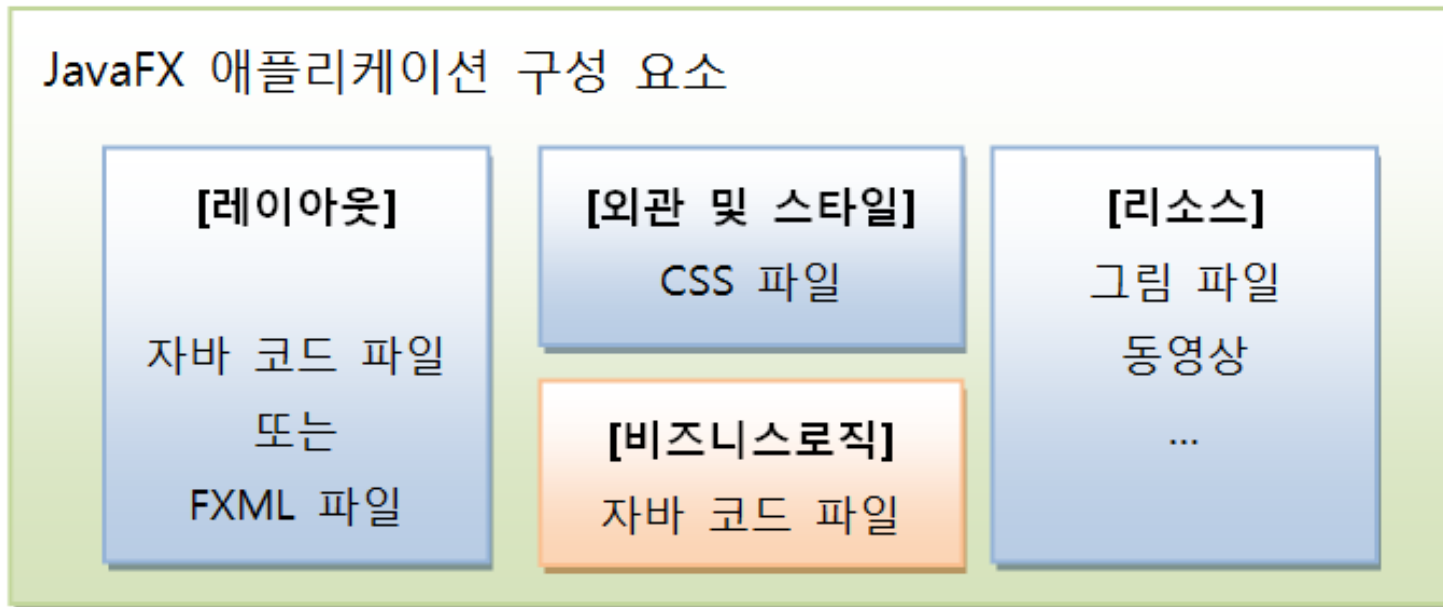 JavaFX 애플리케이션 구성 요소
[레이아웃]
자바 코드 파일
또는
FXML 파일
[외관 및 스타일]
CSS 파일
[비즈니스로직]
자바 코드 파일
[리소스]
그림 파일
동영상
...